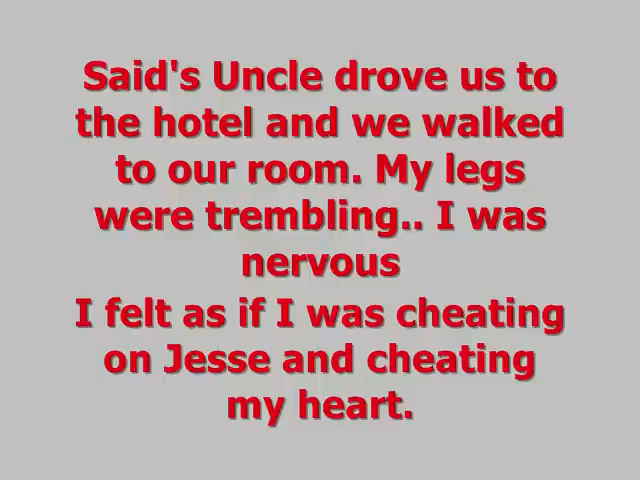 Said's Uncle drove us to
the hotel and we walked
to our room. My legs
were trembling.. I was
nervous
I felt as if I was cheating
on Jesse and cheating
my heart.